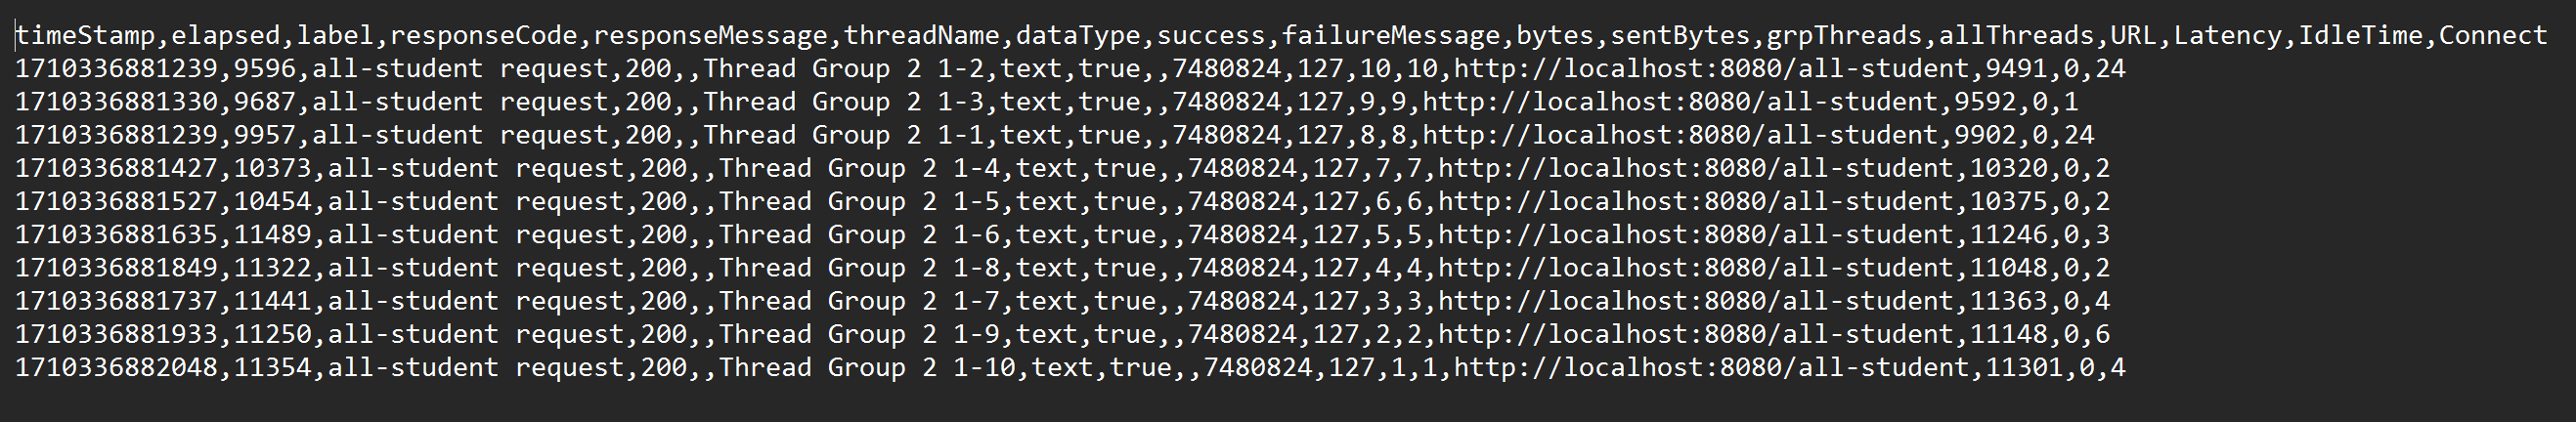 timeStamp,elapsed,label,responseCode,responseMessage,threadName,dataType,success,failureMessage,bytes,sentBytes,grpThreads,allThreads,URL,Latency,IdleTime,Connect
1710336881239,9596,all-student request,200,,Thread Group 2 1-2,text,true,,7480824,127,10,10,http://localhost:8080/all-student,9491,0,24
1710336881330,9687,all-student request,200,,Thread Group 2 1-3,text,true,,7480824,127,9,9,http://localhost:8080/all-student,9592,0,1
1710336881239,9957,all-student request,200,,Thread Group 2 1-1,text,true,,7480824,127,8,8,http://localhost:8080/all-student,9902,0,24
1710336881427,10373,all-student request,200,,Thread Group 2 1-4,text,true,,7480824,127,7,7,http://localhost:8080/all-student,10320,0,2
1710336881527,10454,all-student request,200,,Thread Group 2 1-5,text,true,,7480824,127,6,6,http://localhost:8080/all-student,10375,0,2
1710336881635,11489,all-student request,200,,Thread Group 2 1-6,text,true,,7480824,127,5,5,http://localhost:8080/all-student,11246,0,3
1710336881849,11322,all-student request,200,,Thread Group 2 1-8,text,true,,7480824,127,4,4,http://localhost:8080/all-student,11048,0,2
1710336881737,11441,all-student request,200,,Thread Group 2 1-7,text,true,,7480824,127,3,3,http://localhost:8080/all-student,11363,0,4
1710336881933,11250,all-student request,200,,Thread Group 2 1-9,text,true,,7480824,127,2,2,http://localhost:8080/all-student,11148,0,6
1710336882048,11354,all-student request,200,,Thread Group 2 1-10,text,true,,7480824,127,1,1,http://localhost:8080/all-student,11301,0,4